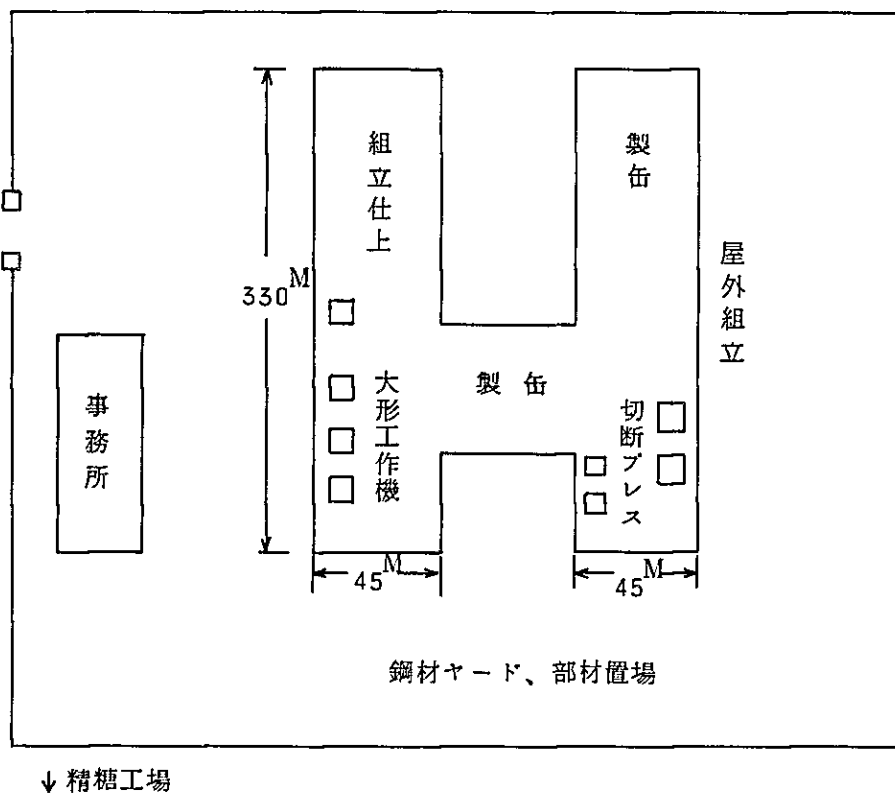 組立仕上
製缶
屋外組立
330M
大形工作機
製 缶
切断プレス
事務所
45M
45M
鋼材ヤード、部材置場
↓ 精糖工場